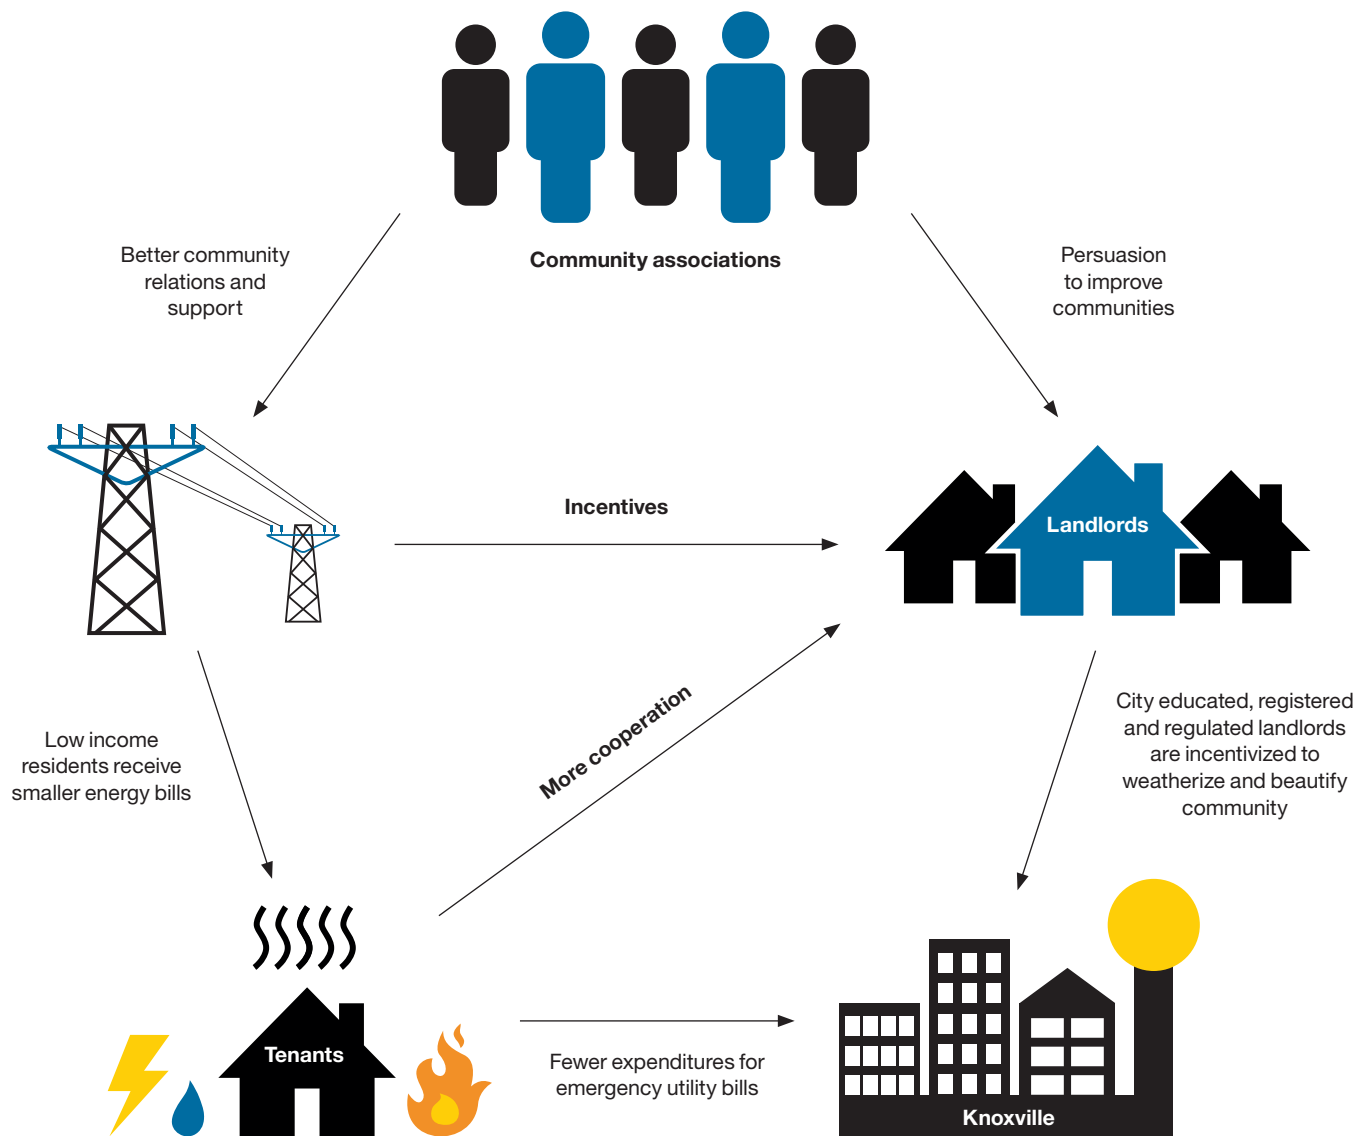 Community associations
Better community
relations and
support
Persuasion
to improve
communities
Incentives
Landlords
More cooperation
Low income
residents receive
smaller energy bills
City educated, registered
and regulated landlords
are incentivized to
weatherize and beautify
community
Tenants
Fewer expenditures for
emergency utility bills
Knoxville